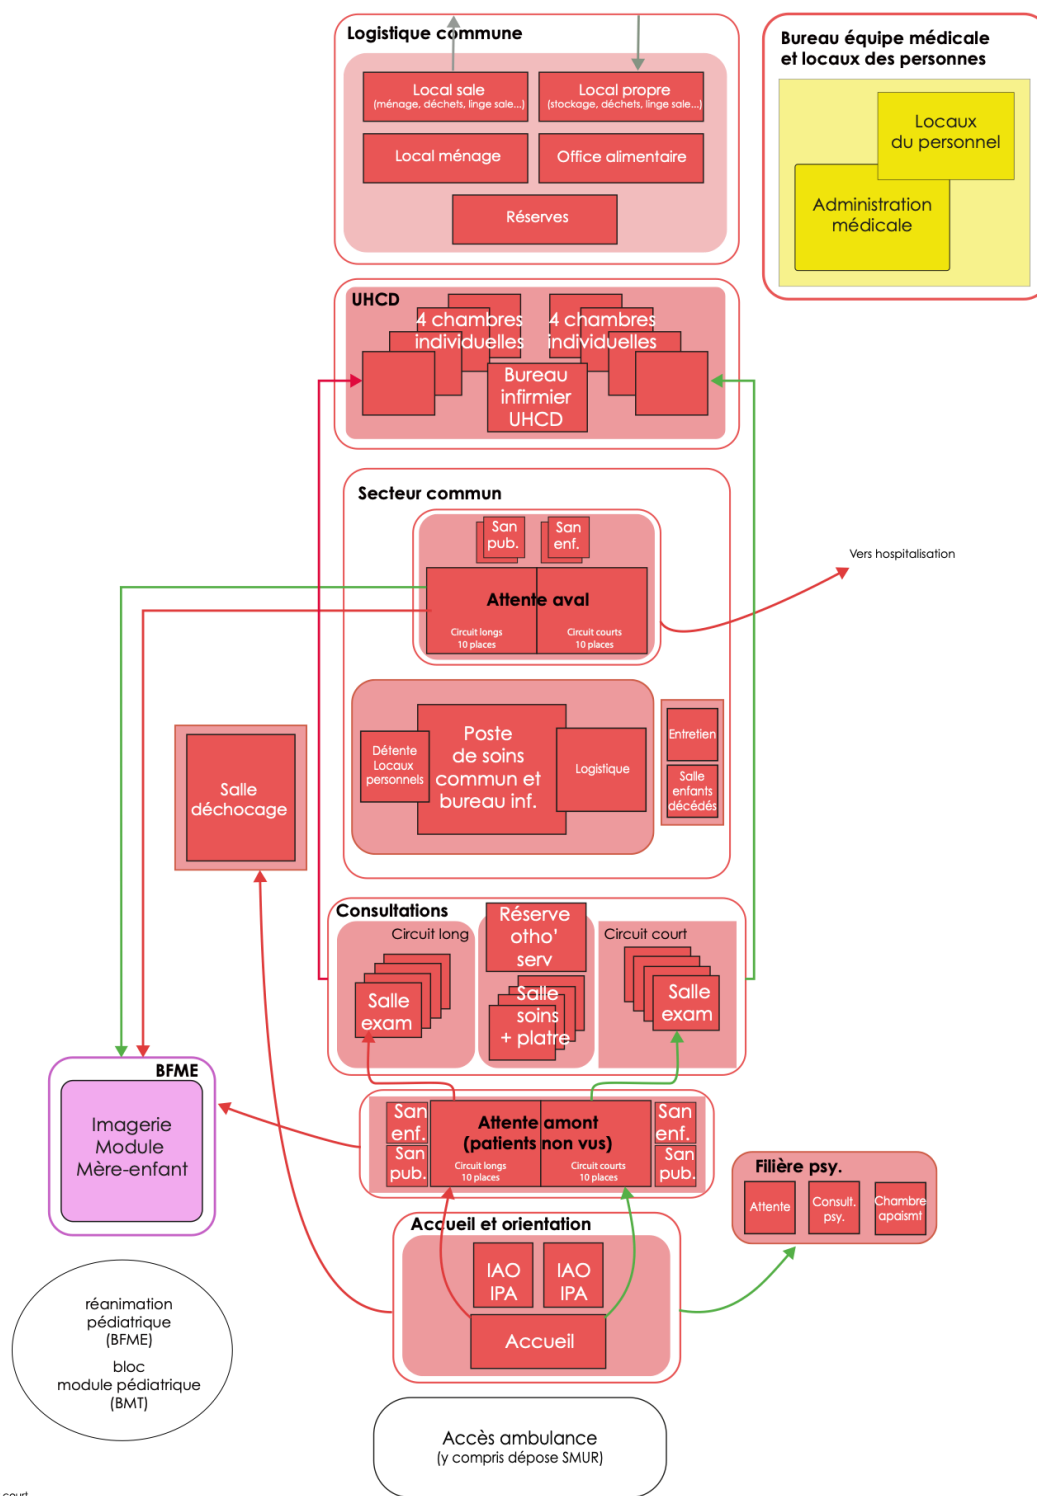 Logistique commune
Local sale
(ménage, déchets, linge sale...)
Local propre
(stockage, déchets, linge sale...)
Local ménage
Office alimentaire
Réserves
Bureau équipe médicale
et locaux des personnes
Locaux
du personnel
Administration
médicale
UHCD
4 chambres
individuelles
4 chambres
individuelles
Bureau
infirmier
UHCD
Secteur commun
San
pub.
San
enf.
Attente aval
Circuit longs
10 places
Circuit courts
10 places
Vers hospitalisation
Détente
Locaux
personnels
Poste
de soins
commun et
bureau inf.
Logistique
Entretien
Salle
enfants
décédés
Salle
déchocage
Consultations
Circuit long
Salle
exam
Réserve
otho'
serv
Salle
soins
+ platre
Circuit court
Salle
exam
BFME
Imagerie
Module
Mère-enfant
San
enf.
San
pub.
Attente amont
(patients non vus)
Circuit longs
10 places
Circuit courts
10 places
San
enf.
San
pub.
Filière psy.
Attente
Consult.
psy.
Chambre
apaismt
Accueil et orientation
IAO
IPA
IAO
IPA
Accueil
réanimation
pédiatrique
(BFME)
bloc
module pédiatrique
(BMT)
Accès ambulance
(y compris dépose SMUR)
court